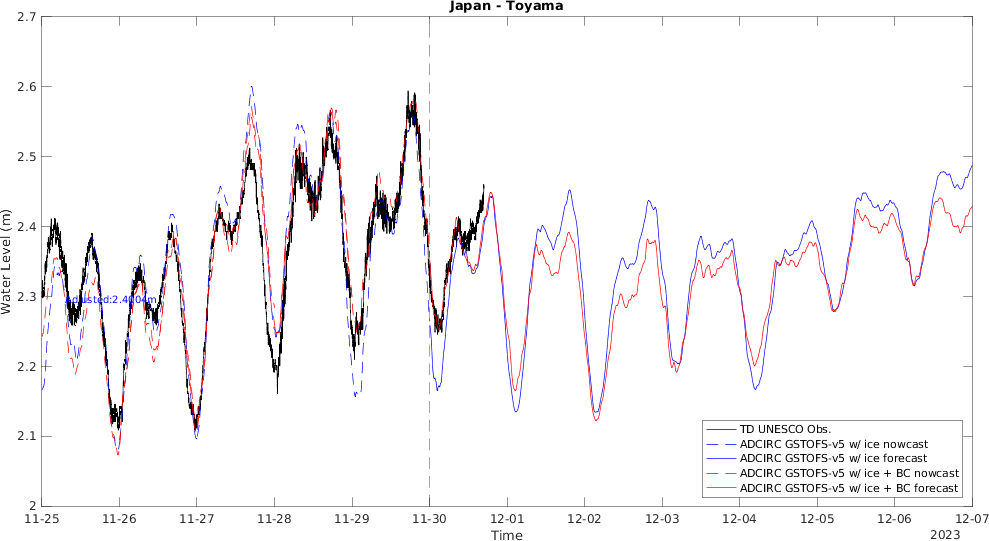 Japan - Toyama
Water Level (m)
2.7
2.6
2.5
2.4
2.3
2.2
2.1
2
Adjusted:2.4004m
11-25
11-26
11-27
11-28
11-29
11-30
12-01
12-02
12-03
12-04
12-05
12-06
12-07
Time
2023
TD UNESCO Obs.
ADCIRC GSTOFS-v5 w/ ice nowcast
ADCIRC GSTOFS-v5 w/ ice forecast
ADCIRC GSTOFS-v5 w/ ice + BC nowcast
ADCIRC GSTOFS-v5 w/ ice + BC forecast